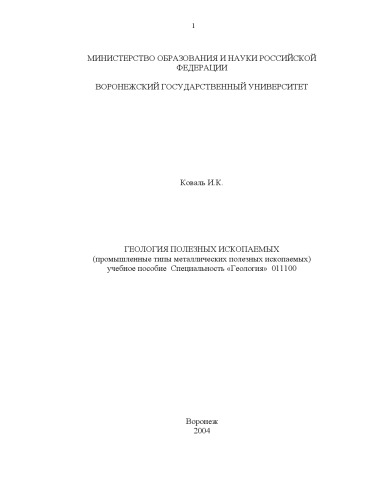 1
МИНИСТЕРСТВО ОБРАЗОВАНИЯ И НАУКИ РОССИЙСКОЙ
ФЕДЕРАЦИИ
ВОРОНЕЖСКИЙ ГОСУДАРСТВЕННЫЙ УНИВЕРСИТЕТ
Коваль И.К.
ГЕОЛОГИЯ ПОЛЕЗНЫХ ИСКОПАЕМЫХ
(промышленные типы металлических полезных ископаемых)
учебное пособие Специальность «Геология» 011100
Воронеж
2004